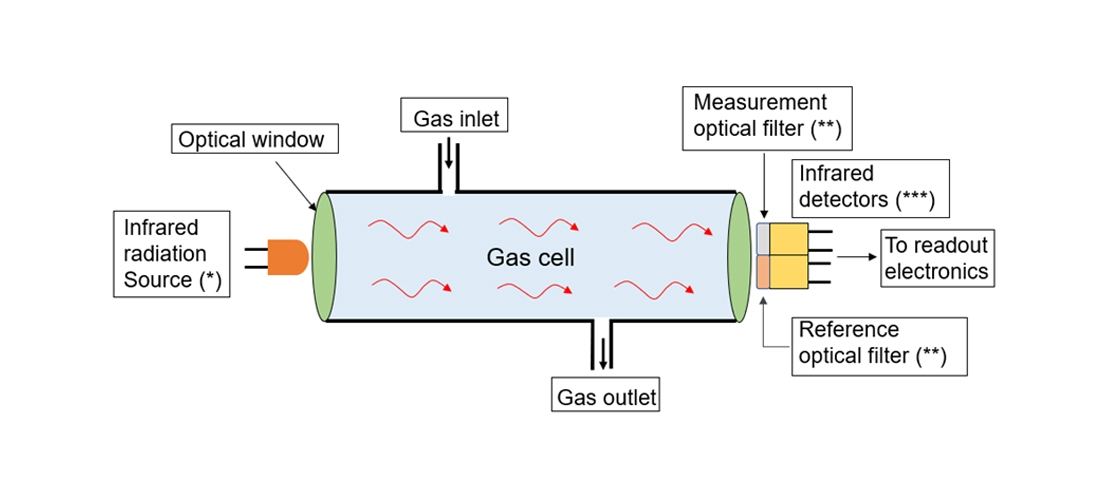 Measurement
optical filter (**)
Gas inlet
Optical window
Infrared
detectors (***)
Infrared
radiation
Source (*)
Gas cell
To readout
electronics
Reference
optical filter (**)
Gas outlet